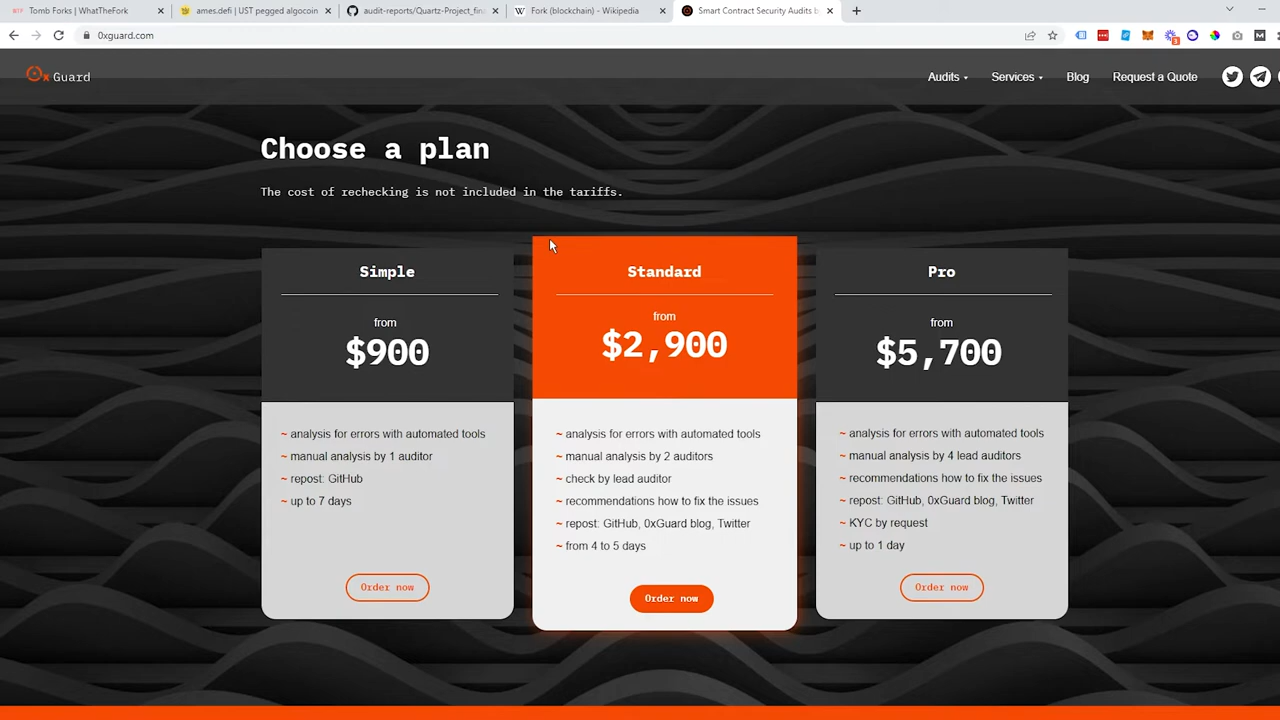 Tomb Forks | WhatTheFork
ames.defi | UST pegged algocoin
audit-reports/Quartz-Project_fin
Fork (blockchain) - Wikipedia
Smart Contract Security Audits b
0xguard.com
0x Guard
Audits
Services
Blog
Request a Quote
Choose a plan
The cost of rechecking is not included in the tariffs.
Simple
from
$900
~ analysis for errors with automated tools
~ manual analysis by 1 auditor
~ repost: GitHub
~ up to 7 days
Order now
Standard
from
$2,900
~ analysis for errors with automated tools
~ manual analysis by 2 auditors
~ check by lead auditor
~ recommendations how to fix the issues
~ repost: GitHub, 0xGuard blog, Twitter
~ from 4 to 5 days
Order now
Pro
from
$5,700
~ analysis for errors with automated tools
~ manual analysis by 4 lead auditors
~ recommendations how to fix the issues
~ repost: GitHub, 0xGuard blog, Twitter
~ KYC by request
~ up to 1 day
Order now